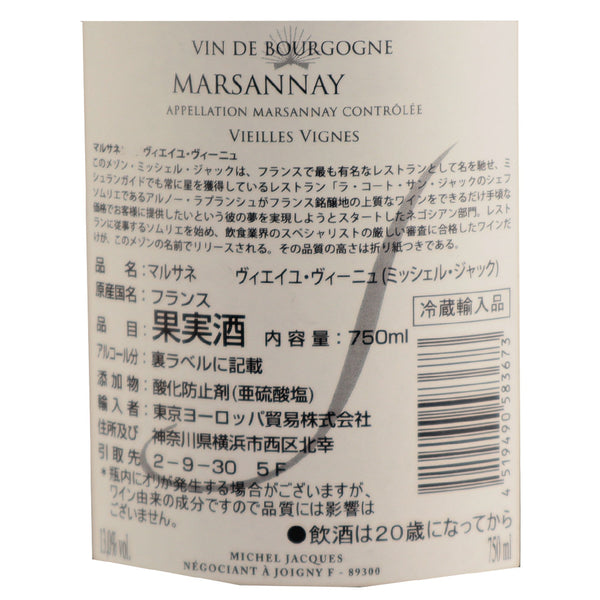 VIN DE BOURGOGNE
MARSANNAY
APPELLATION MARSANNAY CONTRÔLÉE
VIEILLES VIGNES
マルサネ ヴィエイユ・ヴィーニュ
このメゾン・ミッシェル・ジャックは、フランスで最も有名なレストランとして名を馳せ、ミ
シュランガイドでも常に星を獲得しているレストラン「ラ・コート・サン・ジャックのシェフ
ソムリエであるアルノー・ラプランシュがフランス銘醸地の上質なワインをできるだけ手頃な
価格でお客様に提供したいという彼の夢を実現しようとスタートしたネゴシアン部門。レスト
ランに従事するソムリエを始め、飲食業界のスペシャリストの厳しい審査に合格したワインだ
けが、このメゾンの名前でリリースされる。その品質の高さは折り紙つきである。
品名:マルサネ ヴィエイユ・ヴィーニュ(ミッシェル・ジャック)
原産国名:フランス
冷蔵輸入品
品目:果実酒 内容量:750ml
アルコール分:裏ラベルに記載
添加物:酸化防止剤(亜硫酸塩)
輸入者:東京ヨーロッパ貿易株式会社
住所及び 神奈川県横浜市西区北幸
引取先 2-9-30 5F
4 519490 583673
*瓶内にオリが発生する場合がございますが、
ワイン由来の成分ですので品質には影響は
ございません。
●飲酒は20歳になってから
13,0% vol.
750 ml
MICHEL JACQUES
NÉGOCIANT À JOIGNY F - 89300